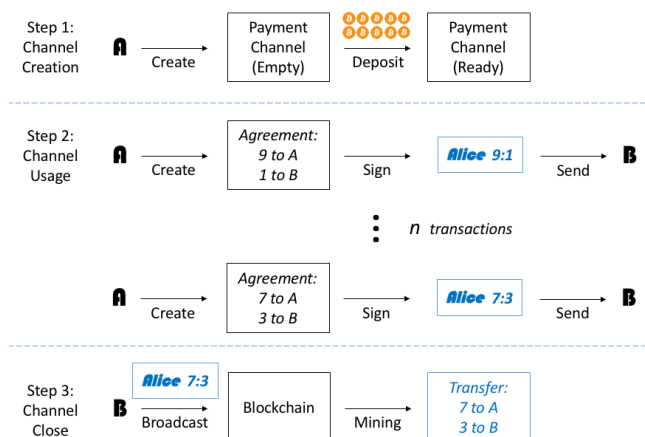 Step 1:
Channel
Creation
A
Create
Payment
Channel
(Empty)
Deposit
Payment
Channel
(Ready)
Step 2:
Channel
Usage
A
Create
Agreement:
9 to A
1 to B
Sign
Alice 9:1
Send
B
n transactions
A
Create
Agreement:
7 to A
3 to B
Sign
Alice 7:3
Send
B
Step 3:
Channel
Close
B
Alice 7:3
Broadcast
Blockchain
Mining
Transfer:
7 to A
3 to B